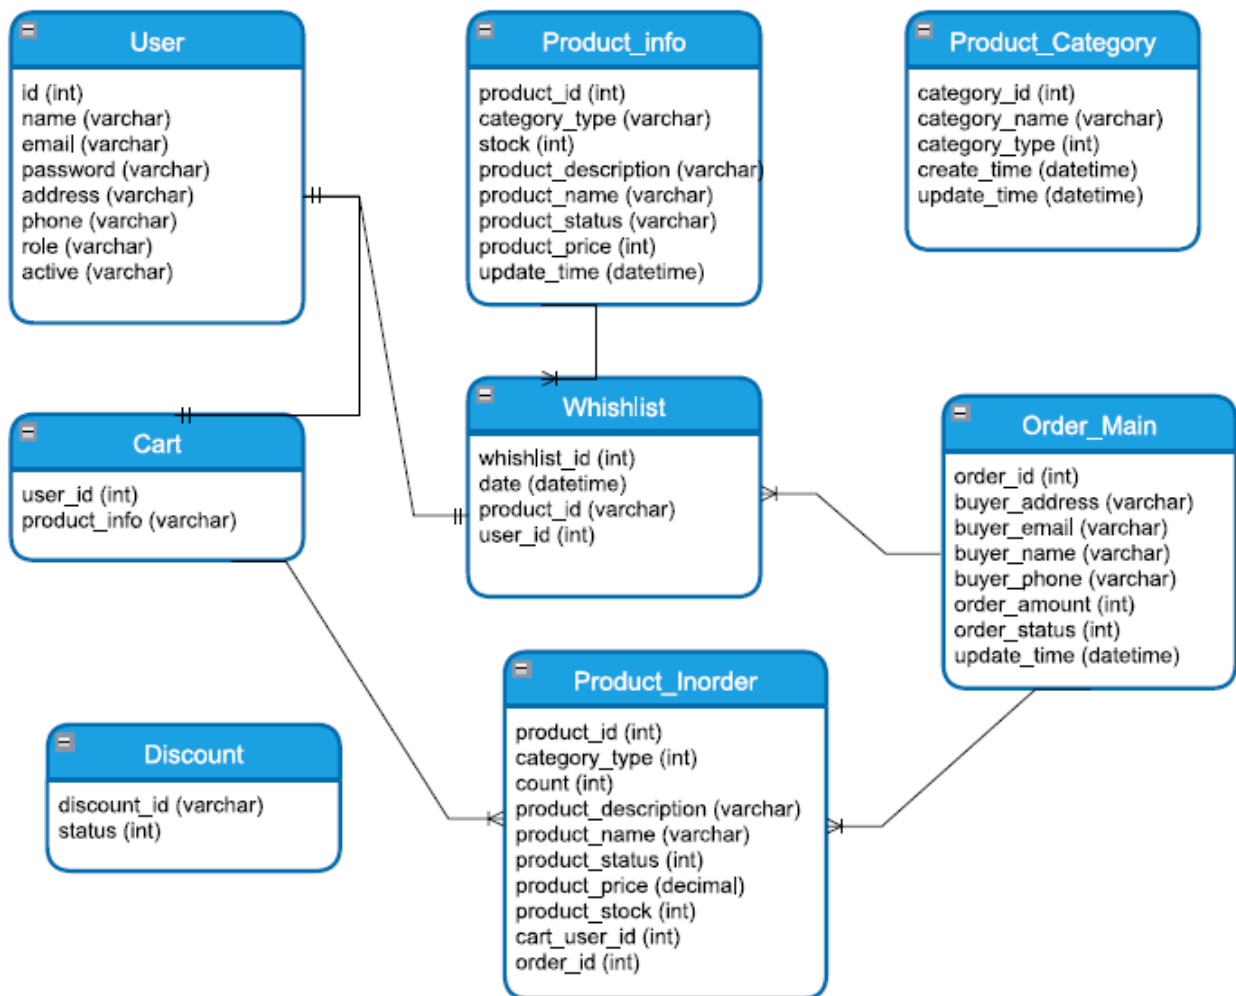 User
id (int)
name (varchar)
email (varchar)
password (varchar)
address (varchar)
phone (varchar)
role (varchar)
active (varchar)
Product_info
product_id (int)
category_type (varchar)
stock (int)
product_description (varchar)
product_name (varchar)
product_status (varchar)
product_price (int)
update_time (datetime)
Product_Category
category_id (int)
category_name (varchar)
category_type (int)
create_time (datetime)
update_time (datetime)
Cart
user_id (int)
product_info (varchar)
Whishlist
whishlist_id (int)
date (datetime)
product_id (varchar)
user_id (int)
Order_Main
order_id (int)
buyer_address (varchar)
buyer_email (varchar)
buyer_name (varchar)
buyer_phone (varchar)
order_amount (int)
order_status (int)
update_time (datetime)
Discount
discount_id (varchar)
status (int)
Product_Inorder
product_id (int)
category_type (int)
count (int)
product_description (varchar)
product_name (varchar)
product_status (int)
product_price (decimal)
product_stock (int)
cart_user_id (int)
order_id (int)